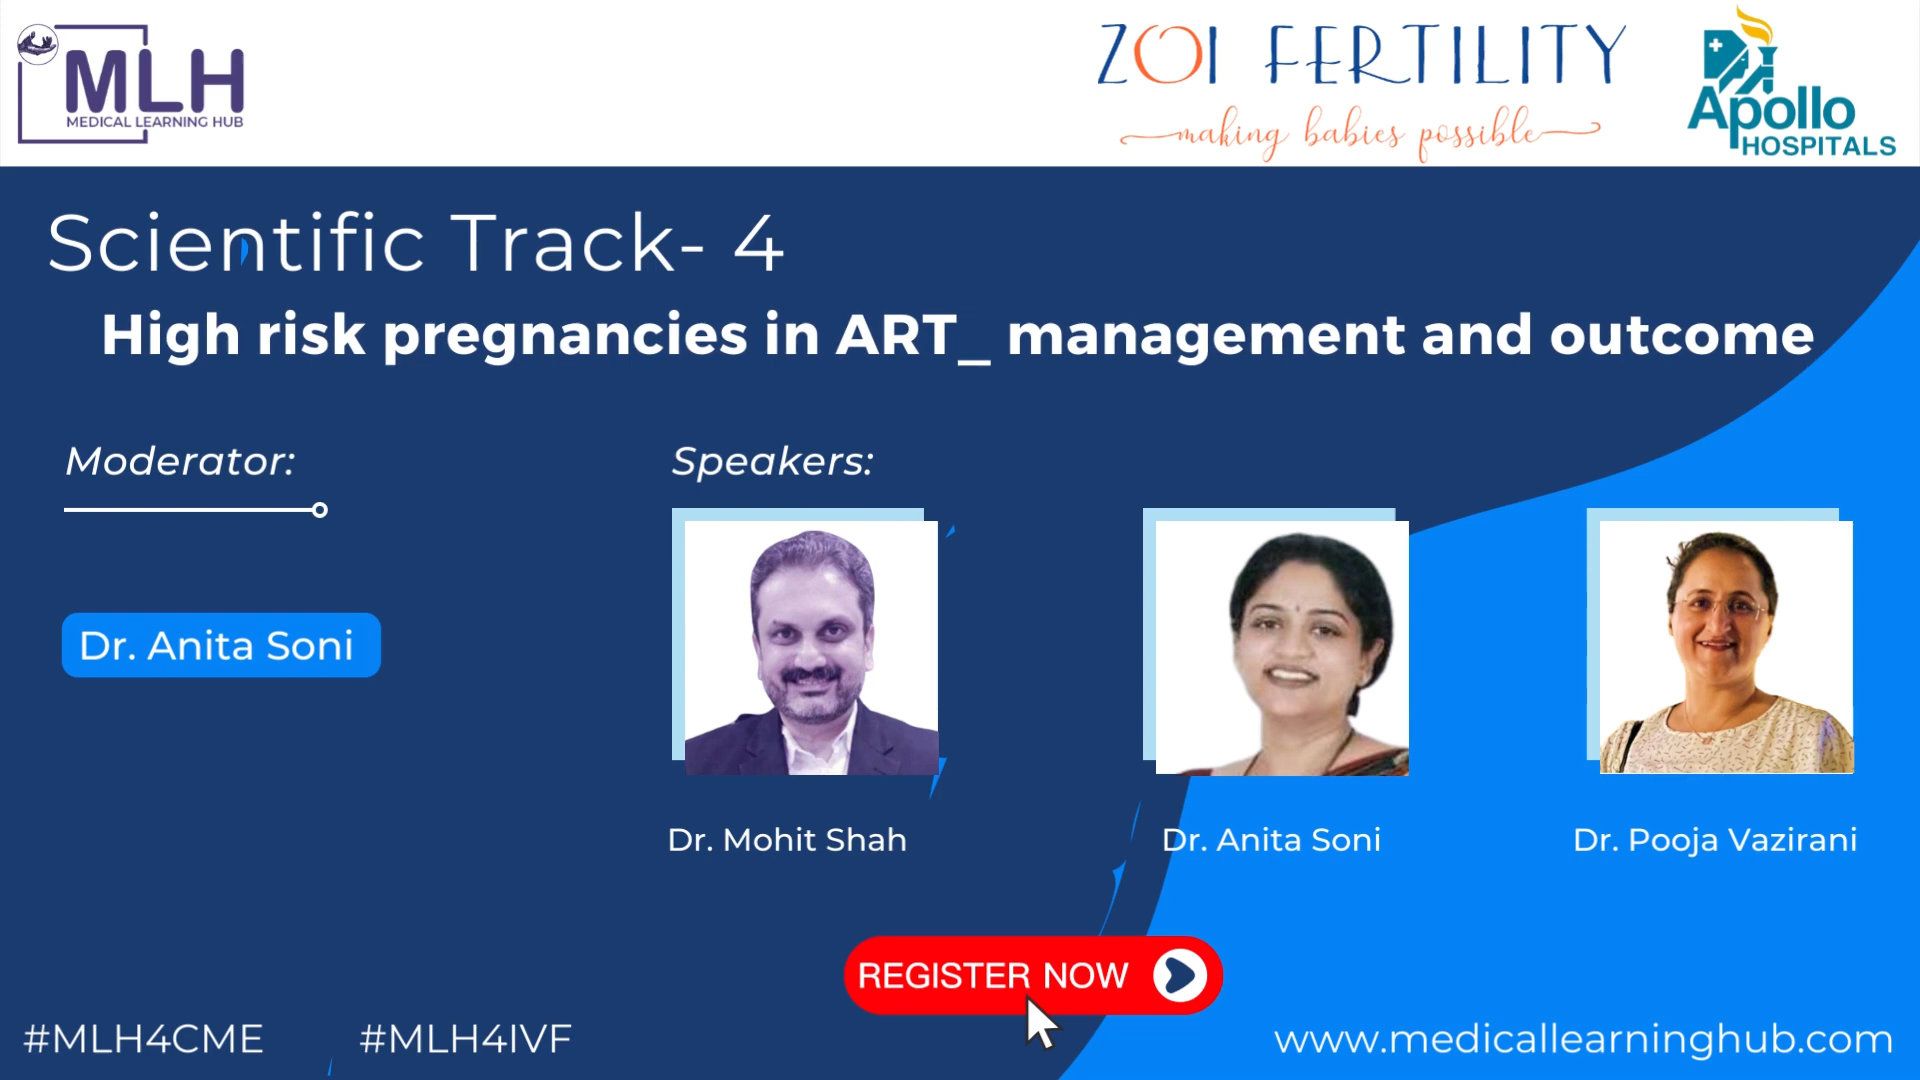 MLH
MEDICAL LEARNING HUB
ZOI FERTILITY
making babies possible
Apollo
HOSPITALS
Scientific Track- 4
High risk pregnancies in ART_ management and outcome
Moderator:
Speakers:
Dr. Anita Soni
Dr. Mohit Shah
Dr. Anita Soni
Dr. Pooja Vazirani
REGISTER NOW
#MLH4CME
#MLH4IVF
www.medicallearninghub.com